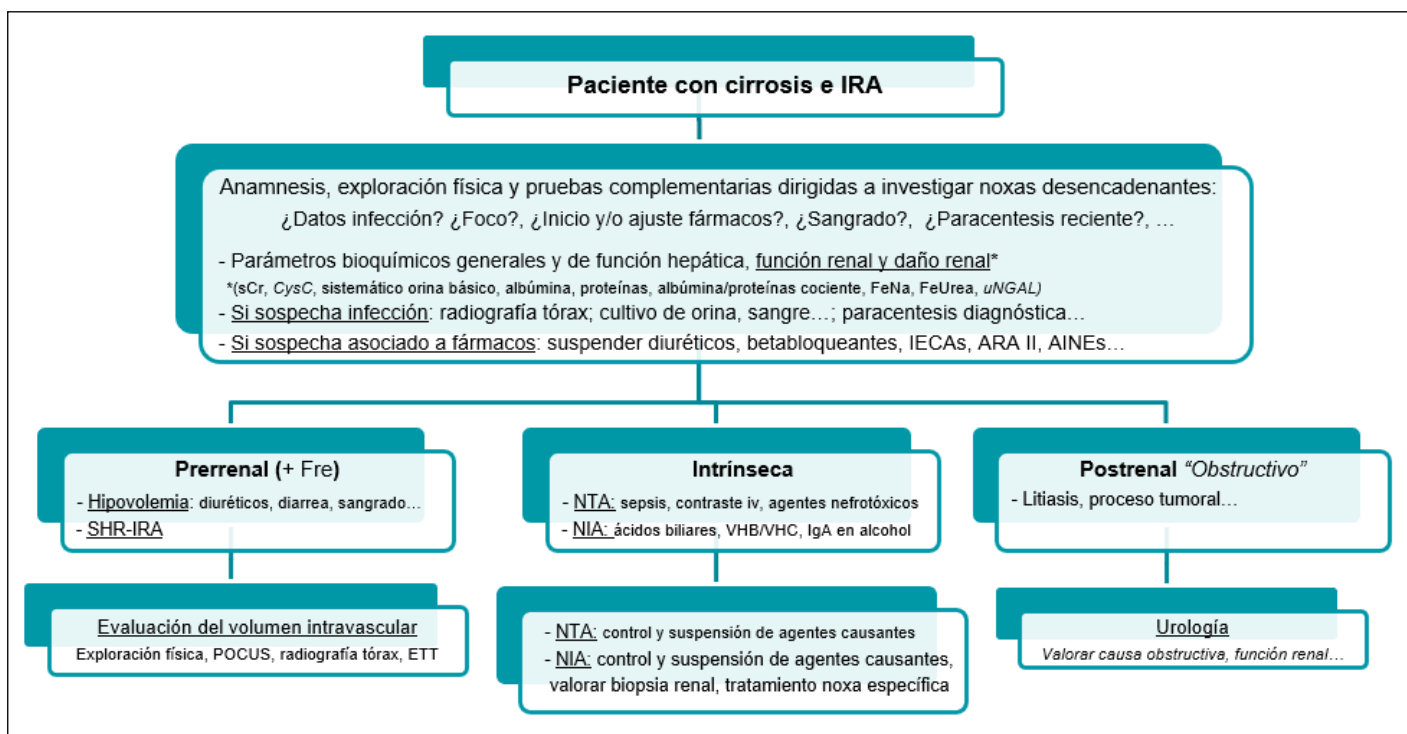 Paciente con cirrosis e IRA
Anamnesis, exploración física y pruebas complementarias dirigidas a investigar noxas desencadenantes:
¿Datos infección? ¿Foco?, ¿Inicio y/o ajuste fármacos?, ¿Sangrado?, ¿Paracentesis reciente?, …
- Parámetros bioquímicos generales y de función hepática, función renal y daño renal*
*(sCr, CysC, sistemático orina básico, albúmina, proteínas, albúmina/proteínas cociente, FeNa, FeUrea, uNGAL)
- Si sospecha infección: radiografía tórax; cultivo de orina, sangre…; paracentesis diagnóstica…
- Si sospecha asociado a fármacos: suspender diuréticos, betabloqueantes, IECAs, ARA II, AINEs…
Prerrenal (+ Fre)
- Hipovolemia: diuréticos, diarrea, sangrado…
- SHR-IRA
Evaluación del volumen intravascular
Exploración física, POCUS, radiografía tórax, ETT
Intrínseca
- NTA: sepsis, contraste iv, agentes nefrotóxicos
- NIA: ácidos biliares, VHB/VHC, IgA en alcohol
- NTA: control y suspensión de agentes causantes
- NIA: control y suspensión de agentes causantes,
valorar biopsia renal, tratamiento noxa específica
Postrenal “Obstructivo”
- Litiasis, proceso tumoral…
Urología
Valorar causa obstructiva, función renal…